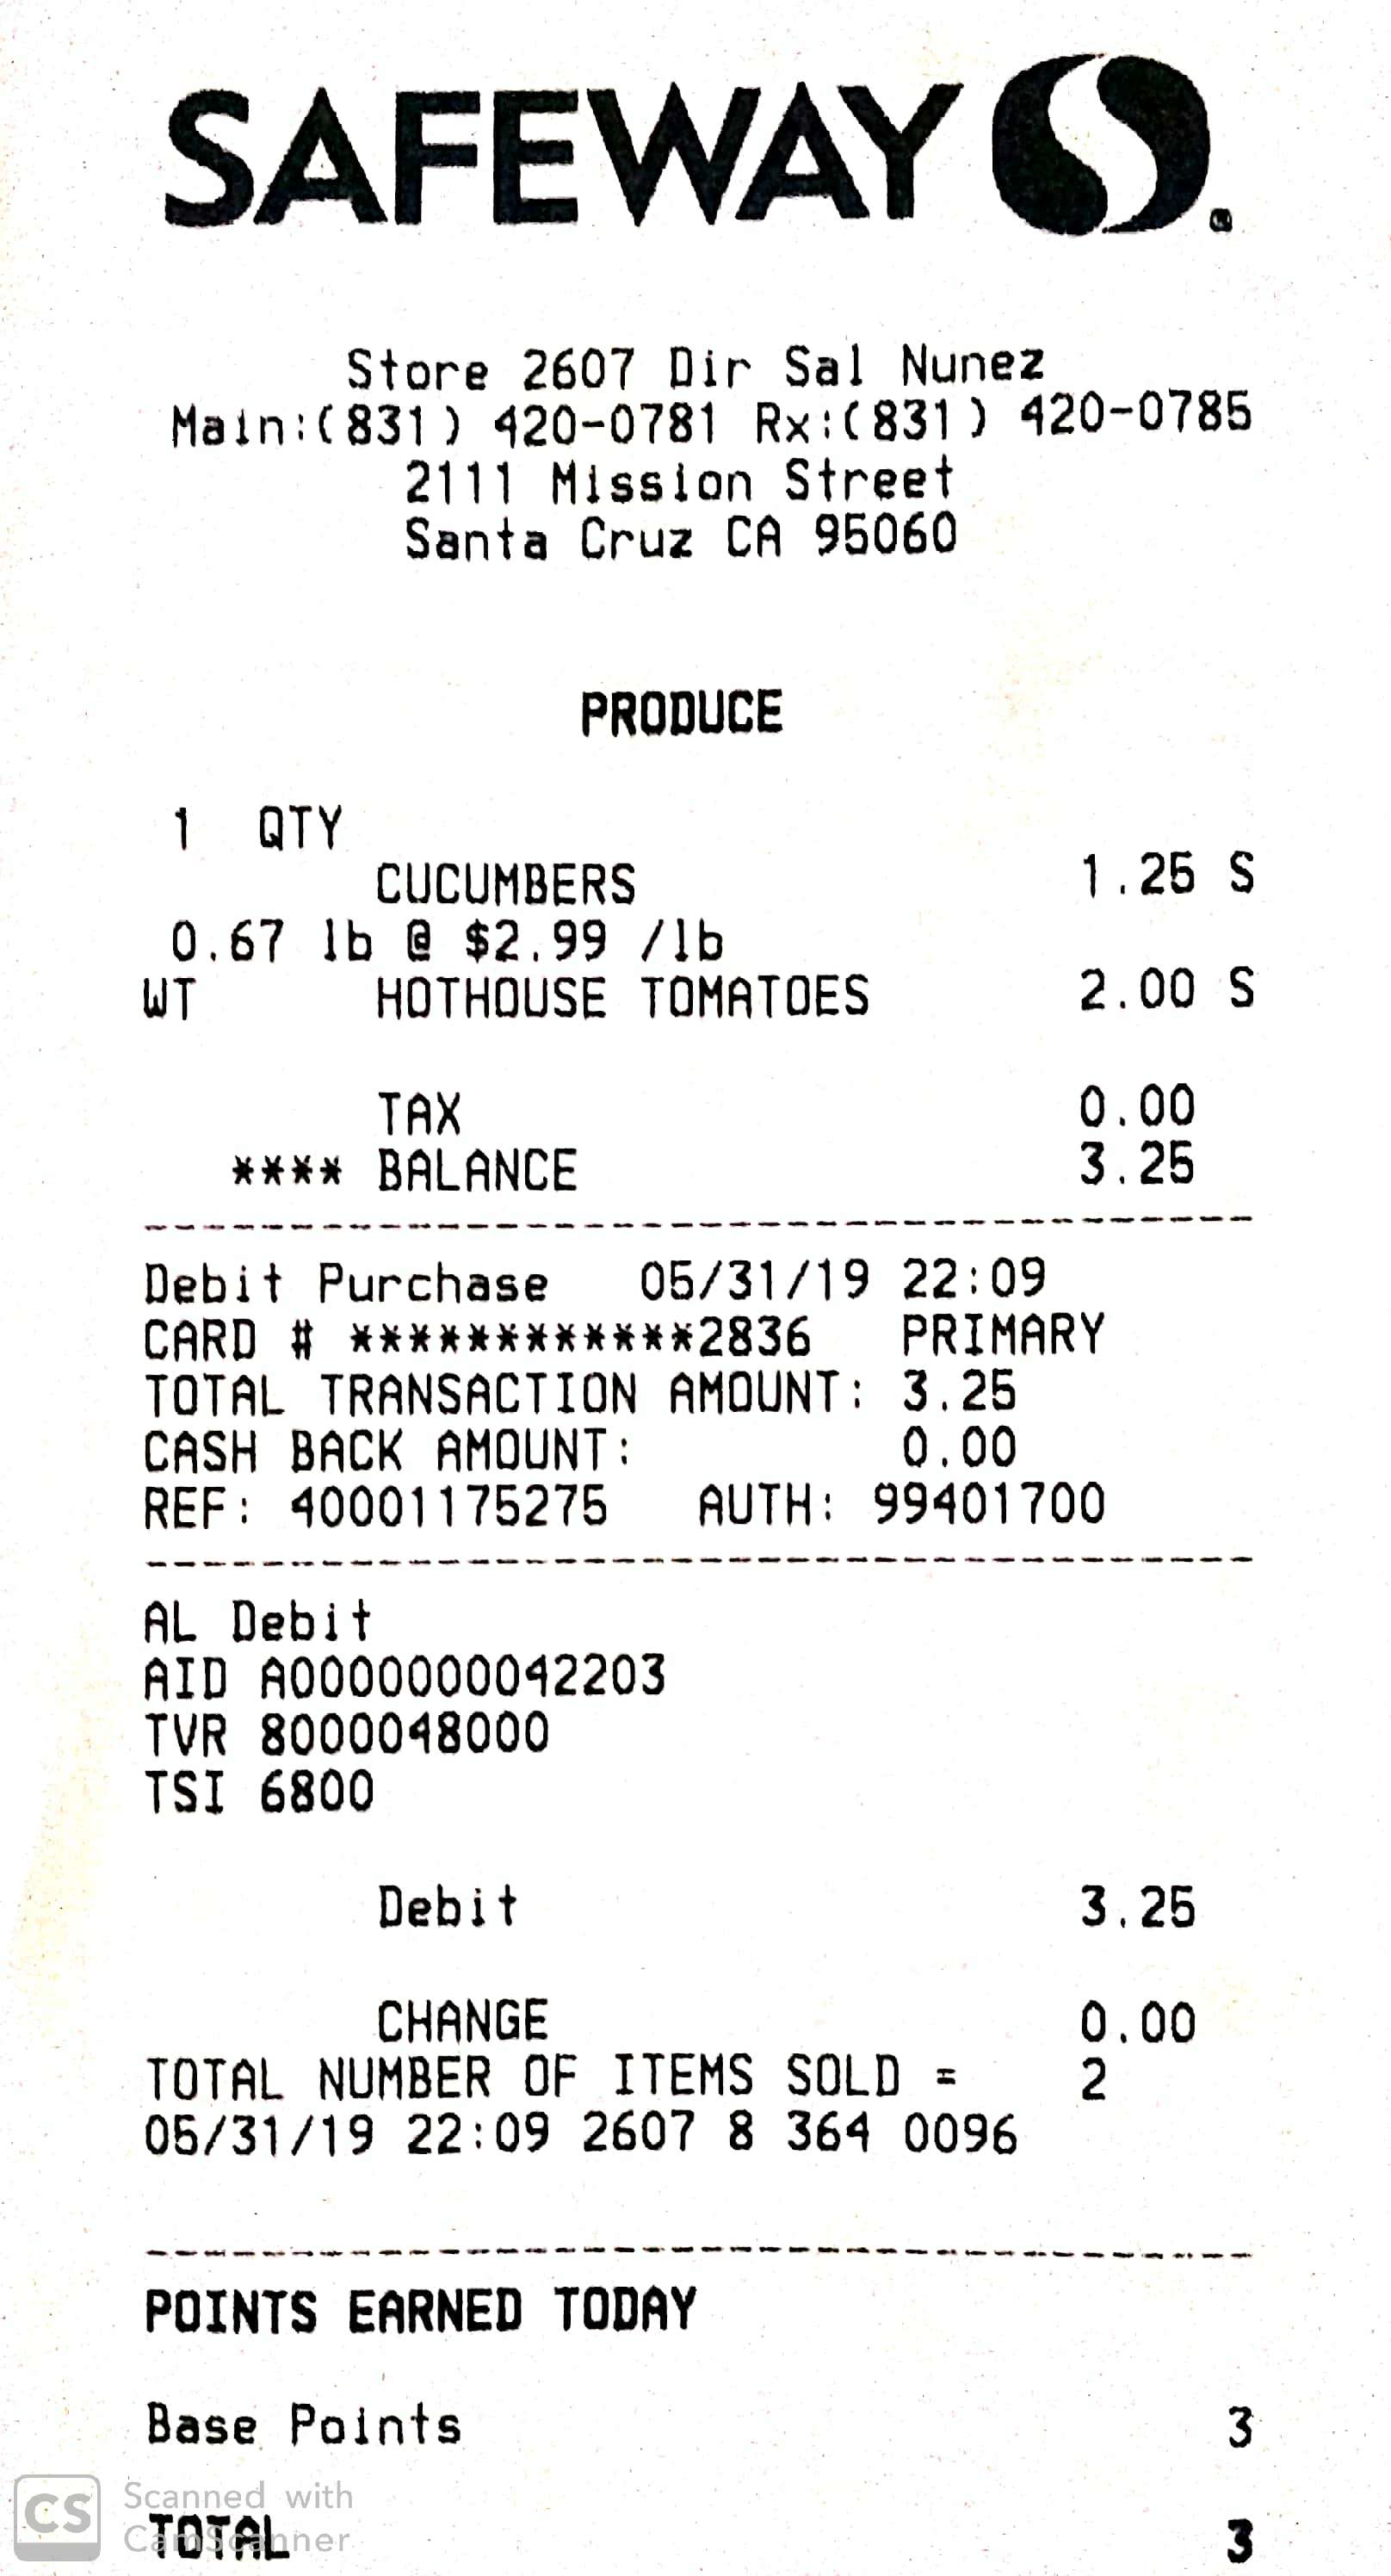 SAFEWAY
Store 2607 Dir Sal Nunez
Main:(831) 420-0781 Rx:(831) 420-0785
2111 Mission Street
Santa Cruz CA 95060
PRODUCE
1 QTY
CUCUMBERS 1.25 S
0.67 lb @ $2.99 /lb
WT HOTHOUSE TOMATOES 2.00 S
TAX 0.00
**** BALANCE 3.25
Debit Purchase 05/31/19 22:09
CARD # ************2836 PRIMARY
TOTAL TRANSACTION AMOUNT: 3.25
CASH BACK AMOUNT: 0.00
REF: 40001175275 AUTH: 99401700
AL Debit
AID A0000000042203
TVR 8000048000
TSI 6800
Debit 3.25
CHANGE 0.00
TOTAL NUMBER OF ITEMS SOLD = 2
05/31/19 22:09 2607 8 364 0096
POINTS EARNED TODAY
Base Points 3
TOTAL 3
CS Scanned with
CamScanner